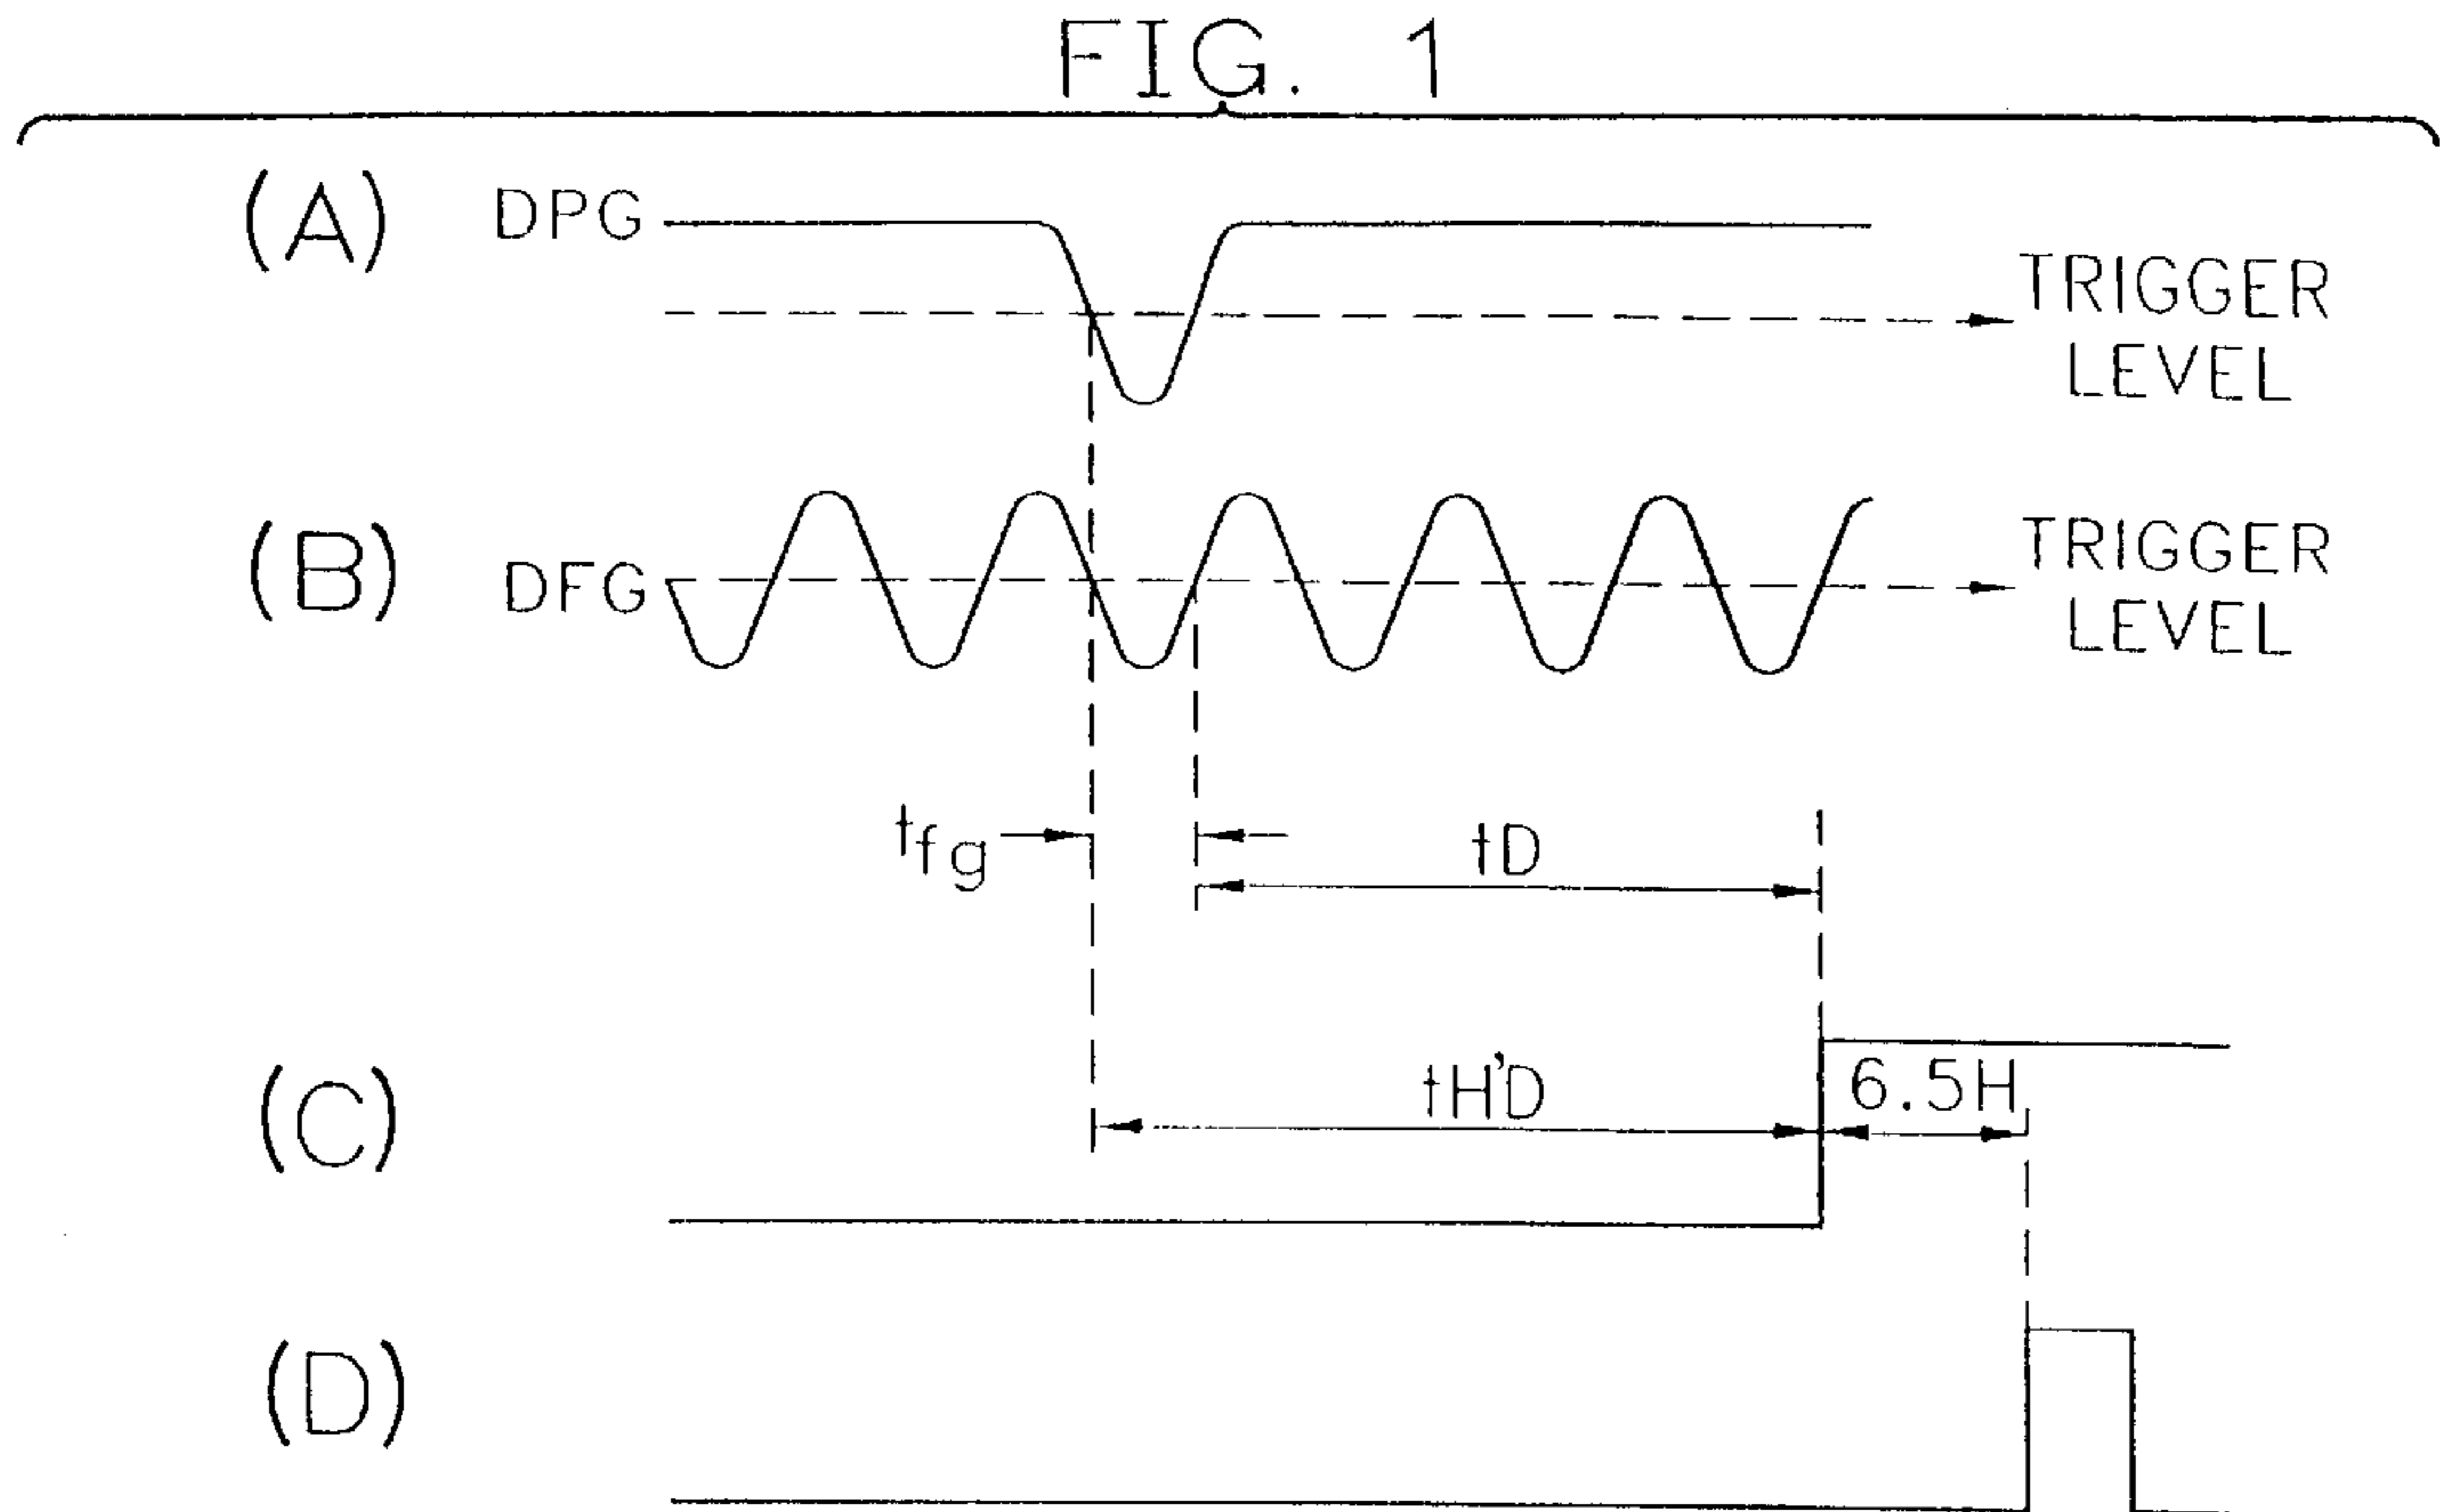 FIG. 1
(A) DPG
TRIGGER
LEVEL
(B) DFG
TRIGGER
LEVEL
tfg
tD
(C)
tH'D
6.5H
(D)